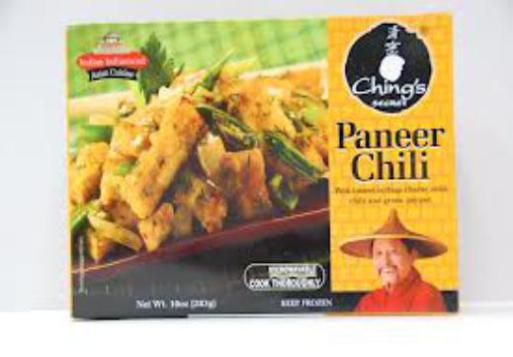 Indian Influenced
Asian Cuisine
Ching's
secret
Paneer
Chili
MICROWAVABLE
COOK THOROUGHLY
Net Wt. 10oz (283g)
KEEP FROZEN